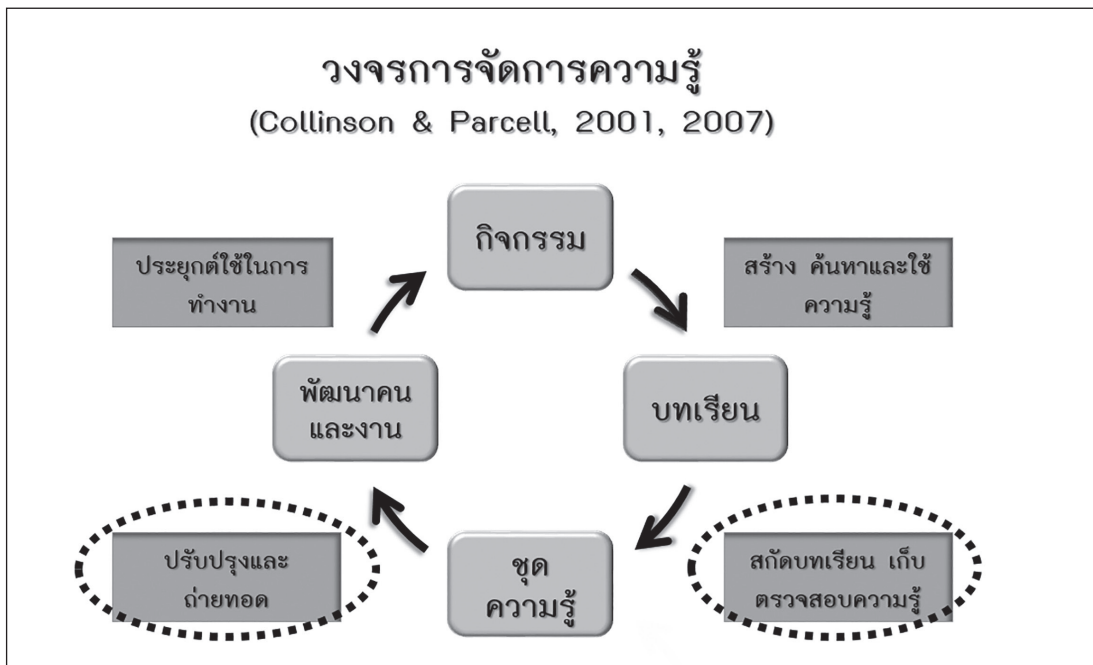 วงจรการจัดการความรู้
(Collinson & Parcell, 2001, 2007)
กิจกรรม
ประยุกต์ใช้ในการ
ทำงาน
สร้าง ค้นหาและใช้
ความรู้
พัฒนาคน
และงาน
บทเรียน
ปรับปรุงและ
ถ่ายทอด
ชุด
ความรู้
สกัดบทเรียน เก็บ
ตรวจสอบความรู้